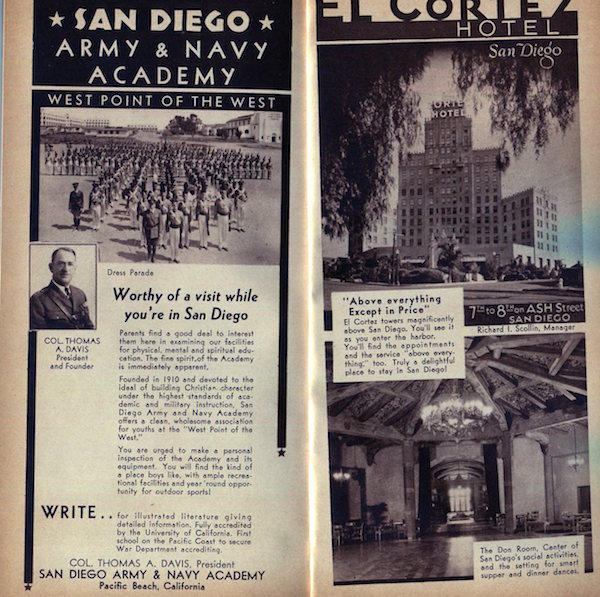 ★ SAN DIEGO ★
ARMY & NAVY
ACADEMY
WEST POINT OF THE WEST
Dress Parade
COL. THOMAS
A. DAVIS
President
and Founder
Worthy of a visit while
you're in San Diego
Parents find a good deal to interest
them here in examining our facilities
for physical, mental and spiritual edu-
cation. The fine spirit of the Academy
is immediately apparent.
Founded in 1910 and devoted to the
ideal of building Christian character
under the highest standards of aca-
demic and military instruction, San
Diego Army and Navy Academy
offers a clean, wholesome association
for youths at the "West Point of the
West."
You are urged to make a personal
inspection of the Academy and its
equipment. You will find the kind of
a place boys like, with ample recrea-
tional facilities and year 'round oppor-
tunity for outdoor sports!
WRITE.. for illustrated literature giving
detailed information. Fully accredited
by the University of California. First
school on the Pacific Coast to secure
War Department accrediting.
COL. THOMAS A. DAVIS, President
SAN DIEGO ARMY & NAVY ACADEMY
Pacific Beach, California
EL CORTEZ
HOTEL
San Diego
CORTEZ
HOTEL
"Above everything
Except in Price"
El Cortez towers magnificently
above San Diego. You'll see it
as you enter the harbor.
You'll find the appointments
and the service "above every-
thing," too. Truly a delightful
place to stay in San Diego!
7TH to 8TH on ASH Street
SAN DIEGO
Richard I. Scollin, Manager
The Don Room, Center of
San Diego's social activities,
and the setting for smart
supper and dinner dances.